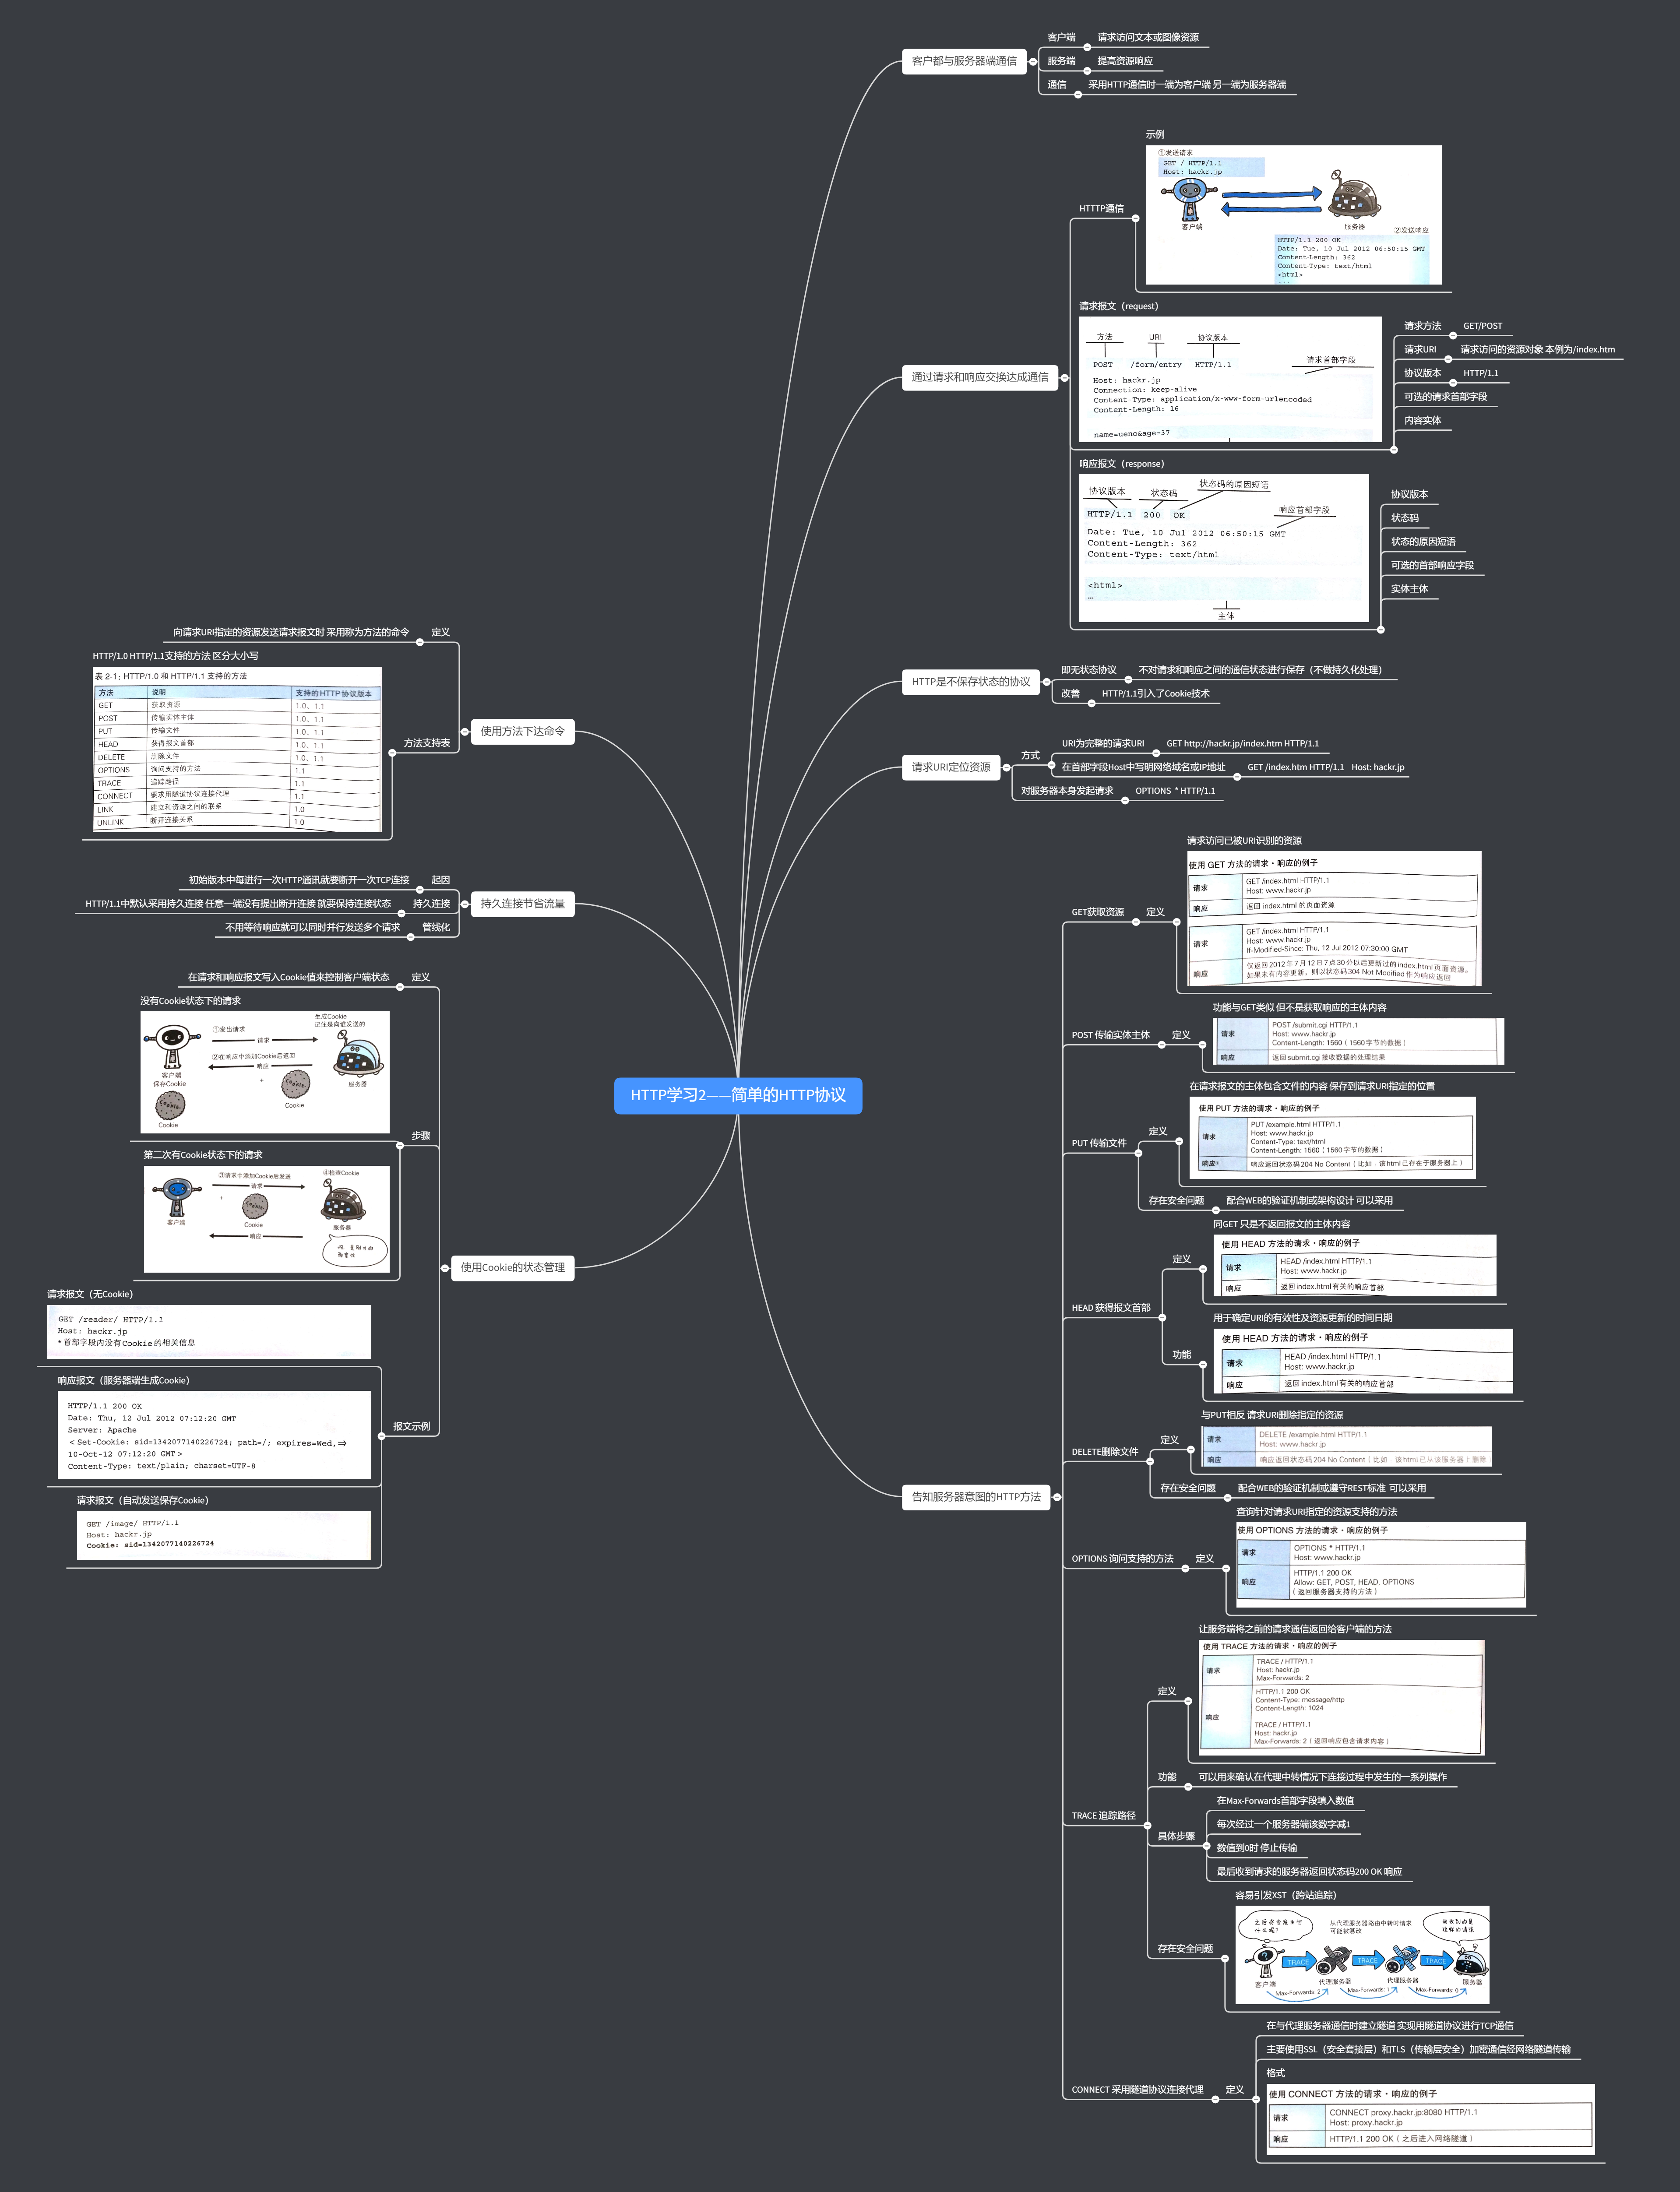 HTTP学习2——简单的HTTP协议
客户都与服务器端通信
客户端
请求访问文本或图像资源
服务端
提高资源响应
通信
采用HTTP通信时一端为客户端 另一端为服务器端
通过请求和响应交换达成通信
HTTTP通信
示例
①发送请求
GET / HTTP/1.1
Host: hackr.jp
客户端
服务器
②发送响应
HTTP/1.1 200 OK
Date: Tue, 10 Jul 2012 06:50:15 GMT
Content-Length: 362
Content-Type: text/html
<html>
...
请求报文（request）
方法
URI
协议版本
POST /form/entry HTTP/1.1
请求首部字段
Host: hackr.jp
Connection: keep-alive
Content-Type: application/x-www-form-urlencoded
Content-Length: 16
name=ueno&age=37
请求方法
GET/POST
请求URI
请求访问的资源对象 本例为/index.htm
协议版本
HTTP/1.1
可选的请求首部字段
内容实体
响应报文（response）
协议版本
状态码
状态码的原因短语
HTTP/1.1 200 OK
响应首部字段
Date: Tue, 10 Jul 2012 06:50:15 GMT
Content-Length: 362
Content-Type: text/html
<html>
…
主体
协议版本
状态码
状态的原因短语
可选的首部响应字段
实体主体
HTTP是不保存状态的协议
即无状态协议
不对请求和响应之间的通信状态进行保存（不做持久化处理）
改善
HTTP/1.1引入了Cookie技术
请求URI定位资源
方式
URI为完整的请求URI
GET http://hackr.jp/index.htm HTTP/1.1
在首部字段Host中写明网络域名或IP地址
GET /index.htm HTTP/1.1 Host: hackr.jp
对服务器本身发起请求
OPTIONS * HTTP/1.1
告知服务器意图的HTTP方法
GET获取资源
定义
请求访问已被URI识别的资源
使用 GET 方法的请求・响应的例子
请求
GET /index.html HTTP/1.1
Host: www.hackr.jp
响应
返回 index.html 的页面资源
请求
GET /index.html HTTP/1.1
Host: www.hackr.jp
If-Modified-Since: Thu, 12 Jul 2012 07:30:00 GMT
响应
仅返回2012年7月12日7点30分以后更新过的index.html页面资源。
如果未有内容更新，则以状态码304 Not Modified作为响应返回
POST 传输实体主体
定义
功能与GET类似 但不是获取响应的主体内容
请求
POST /submit.cgi HTTP/1.1
Host: www.hackr.jp
Content-Length: 1560（1560字节的数据）
响应
返回 submit.cgi 接收数据的处理结果
PUT 传输文件
定义
在请求报文的主体包含文件的内容 保存到请求URI指定的位置
使用 PUT 方法的请求・响应的例子
请求
PUT /example.html HTTP/1.1
Host: www.hackr.jp
Content-Type: text/html
Content-Length: 1560（1560 字节的数据）
响应
响应返回状态码 204 No Content（比如：该 html 已存在于服务器上）
存在安全问题
配合WEB的验证机制或架构设计 可以采用
HEAD 获得报文首部
定义
同GET 只是不返回报文的主体内容
使用 HEAD 方法的请求・响应的例子
请求
HEAD /index.html HTTP/1.1
Host: www.hackr.jp
响应
返回index.html有关的响应首部
功能
用于确定URI的有效性及资源更新的时间日期
使用 HEAD 方法的请求・响应的例子
请求
HEAD /index.html HTTP/1.1
Host: www.hackr.jp
响应
返回 index.html有关的响应首部
DELETE删除文件
定义
与PUT相反 请求URI删除指定的资源
请求
DELETE /example.html HTTP/1.1
Host: www.hackr.jp
响应
响应返回状态码 204 No Content（比如：该 html 已从该服务器上删除
存在安全问题
配合WEB的验证机制或遵守REST标准 可以采用
OPTIONS 询问支持的方法
定义
查询针对请求URI指定的资源支持的方法
使用 OPTIONS 方法的请求・响应的例子
请求
OPTIONS * HTTP/1.1
Host: www.hackr.jp
响应
HTTP/1.1 200 OK
Allow: GET, POST, HEAD, OPTIONS
（返回服务器支持的方法）
TRACE 追踪路径
定义
让服务端将之前的请求通信返回给客户端的方法
使用 TRACE 方法的请求・响应的例子
请求
TRACE / HTTP/1.1
Host: hackr.jp
Max-Forwards: 2
响应
HTTP/1.1 200 OK
Content-Type: message/http
Content-Length: 1024
TRACE / HTTP/1.1
Host: hackr.jp
Max-Forwards: 2（返回响应包含请求内容）
功能
可以用来确认在代理中转情况下连接过程中发生的一系列操作
具体步骤
在Max-Forwards首部字段填入数值
每次经过一个服务器端该数字减1
数值到0时 停止传输
最后收到请求的服务器返回状态码200 OK 响应
存在安全问题
容易引发XST（跨站追踪）
之后将会发生些
什么呢?
从代理服务器路由中转时请求
可能被篡改
我收到的是
这样的请求
TRACE
TRACE
TRACE
客户端
代理服务器
代理服务器
服务器
Max-Forwards: 2
Max-Forwards: 1
Max-Forwards: 0
CONNECT 采用隧道协议连接代理
定义
在与代理服务器通信时建立隧道 实现用隧道协议进行TCP通信
主要使用SSL（安全套接层）和TLS（传输层安全）加密通信经网络隧道传输
格式
使用 CONNECT 方法的请求・响应的例子
请求
CONNECT proxy.hackr.jp:8080 HTTP/1.1
Host: proxy.hackr.jp
响应
HTTP/1.1 200 OK（之后进入网络隧道）
使用方法下达命令
定义
向请求URI指定的资源发送请求报文时 采用称为方法的命令
方法支持表
HTTP/1.0 HTTP/1.1支持的方法 区分大小写
表 2-1：HTTP/1.0 和 HTTP/1.1 支持的方法
方法 说明 支持的HTTP协议版本
GET 获取资源 1.0、1.1
POST 传输实体主体 1.0、1.1
PUT 传输文件 1.0、1.1
HEAD 获得报文首部 1.0、1.1
DELETE 删除文件 1.0、1.1
OPTIONS 询问支持的方法 1.1
TRACE 追踪路径 1.1
CONNECT 要求用隧道协议连接代理 1.1
LINK 建立和资源之间的联系 1.0
UNLINK 断开连接关系 1.0
持久连接节省流量
起因
初始版本中每进行一次HTTP通讯就要断开一次TCP连接
持久连接
HTTP/1.1中默认采用持久连接 任意一端没有提出断开连接 就要保持连接状态
管线化
不用等待响应就可以同时并行发送多个请求
使用Cookie的状态管理
定义
在请求和响应报文写入Cookie值来控制客户端状态
步骤
没有Cookie状态下的请求
生成Cookie
记住是向谁发送的
①发出请求
请求
②在响应中添加Cookie后返回
响应
+
客户端
保存Cookie
服务器
Cookie
Cookie
第二次有Cookie状态下的请求
③请求中添加Cookie后发送
请求
④检查Cookie
+
Cookie
客户端
服务器
响应
哎，是刚才的
那家伙
报文示例
请求报文（无Cookie）
GET /reader/ HTTP/1.1
Host: hackr.jp
*首部字段内没有Cookie的相关信息
响应报文（服务器端生成Cookie）
HTTP/1.1 200 OK
Date: Thu, 12 Jul 2012 07:12:20 GMT
Server: Apache
＜Set-Cookie: sid=1342077140226724; path=/; expires=Wed,⇒
10-Oct-12 07:12:20 GMT＞
Content-Type: text/plain; charset=UTF-8
请求报文（自动发送保存Cookie）
GET /image/ HTTP/1.1
Host: hackr.jp
Cookie: sid=1342077140226724